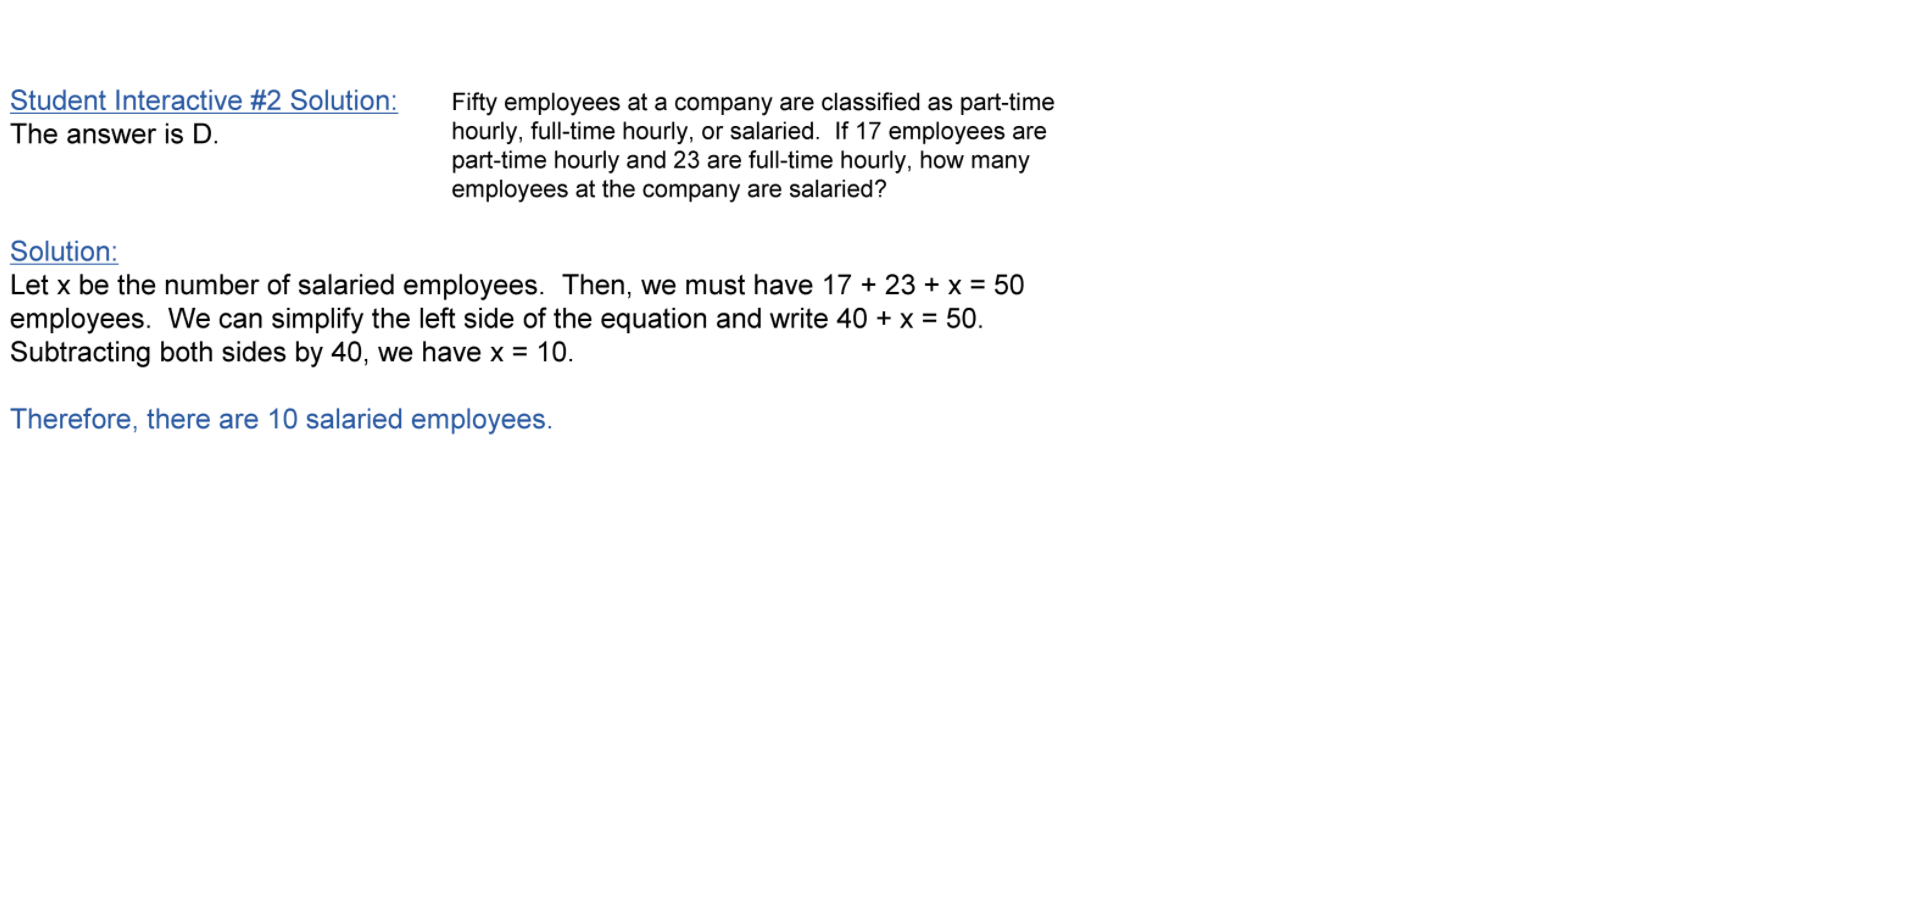 Student Interactive #2 Solution:
The answer is D.
Fifty employees at a company are classified as part-time
hourly, full-time hourly, or salaried.  If 17 employees are
part-time hourly and 23 are full-time hourly, how many
employees at the company are salaried?
Solution:
Let x be the number of salaried employees.  Then, we must have 17 + 23 + x = 50
employees.  We can simplify the left side of the equation and write 40 + x = 50.
Subtracting both sides by 40, we have x = 10.
Therefore, there are 10 salaried employees.